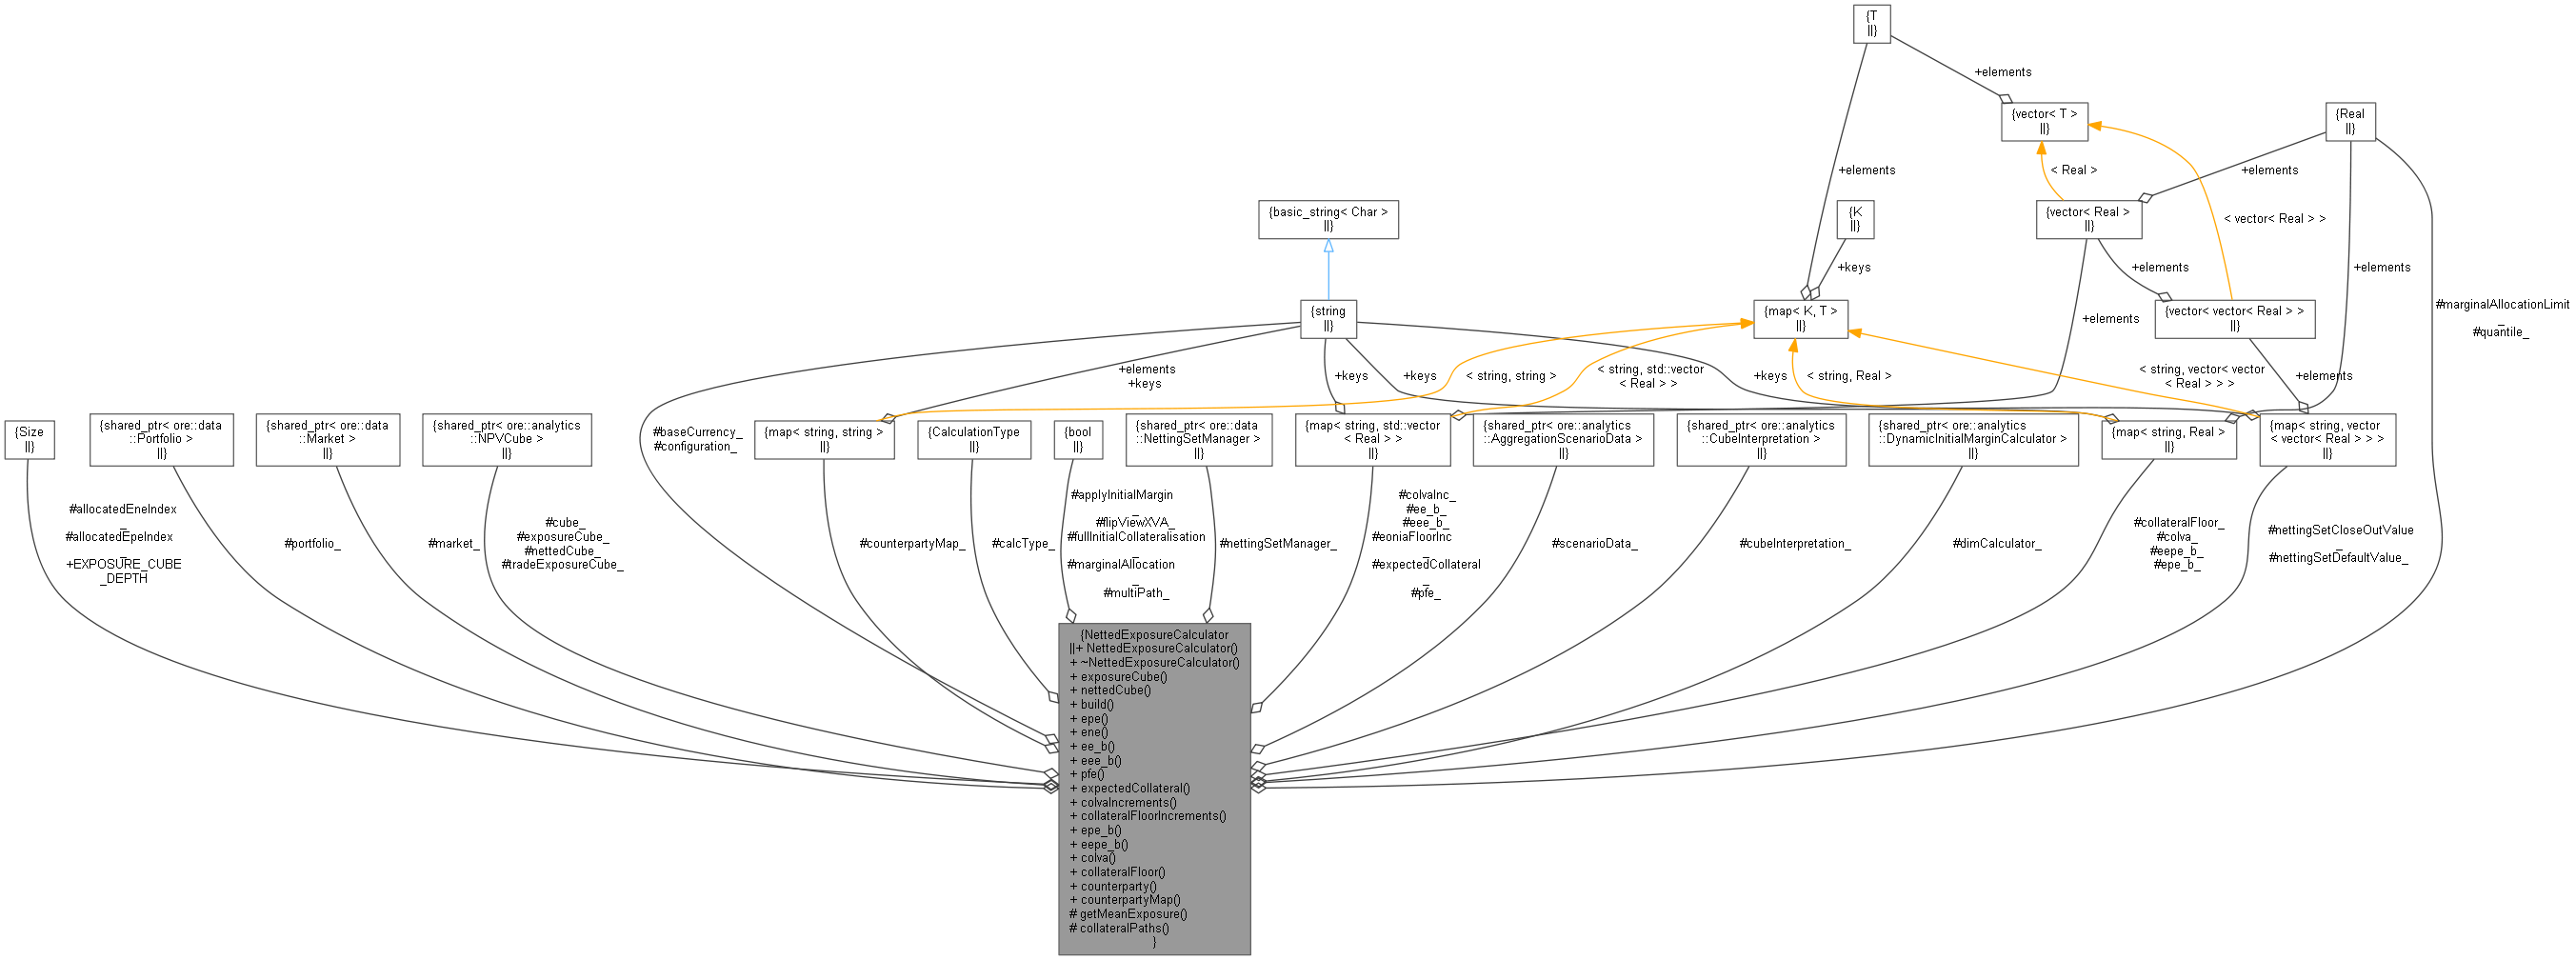 {T
||}
+elements
{vector< T >
||}
{Real
||}
+elements
< Real >
+elements
{basic_string< Char >
||}
{K
||}
{vector< Real >
||}
< vector< Real > >
+keys
+elements
+elements
{string
||}
{map< K, T >
||}
{vector< vector< Real > >
||}
#marginalAllocationLimit
_
#quantile_
+elements
+elements
+keys
+keys
+keys
< string, string >
< string, std::vector
< Real > >
+keys
< string, Real >
< string, vector< vector
< Real > > >
+elements
{Size
||}
{shared_ptr< ore::data
::Portfolio >
||}
{shared_ptr< ore::data
::Market >
||}
{shared_ptr< ore::analytics
::NPVCube >
||}
#baseCurrency_
#configuration_
{map< string, string >
||}
{CalculationType
||}
{bool
||}
{shared_ptr< ore::data
::NettingSetManager >
||}
{map< string, std::vector
< Real > >
||}
{shared_ptr< ore::analytics
::AggregationScenarioData >
||}
{shared_ptr< ore::analytics
::CubeInterpretation >
||}
{shared_ptr< ore::analytics
::DynamicInitialMarginCalculator >
||}
{map< string, Real >
||}
{map< string, vector
< vector< Real > > >
||}
#allocatedEneIndex
_
#allocatedEpeIndex
_
+EXPOSURE_CUBE
_DEPTH
#portfolio_
#market_
#cube_
#exposureCube_
#nettedCube_
#tradeExposureCube_
#counterpartyMap_
#calcType_
#applyInitialMargin
_
#flipViewXVA_
#fullInitialCollateralisation
_
#marginalAllocation
_
#multiPath_
#nettingSetManager_
#colvaInc_
#ee_b_
#eee_b_
#eoniaFloorInc
_
#expectedCollateral
_
#pfe_
#scenarioData_
#cubeInterpretation_
#dimCalculator_
#collateralFloor_
#colva_
#eepe_b_
#epe_b_
#nettingSetCloseOutValue
_
#nettingSetDefaultValue_
{NettedExposureCalculator
||+ NettedExposureCalculator()
+ ~NettedExposureCalculator()
+ exposureCube()
+ nettedCube()
+ build()
+ epe()
+ ene()
+ ee_b()
+ eee_b()
+ pfe()
+ expectedCollateral()
+ colvaIncrements()
+ collateralFloorIncrements()
+ epe_b()
+ eepe_b()
+ colva()
+ collateralFloor()
+ counterparty()
+ counterpartyMap()
# getMeanExposure()
# collateralPaths()
}